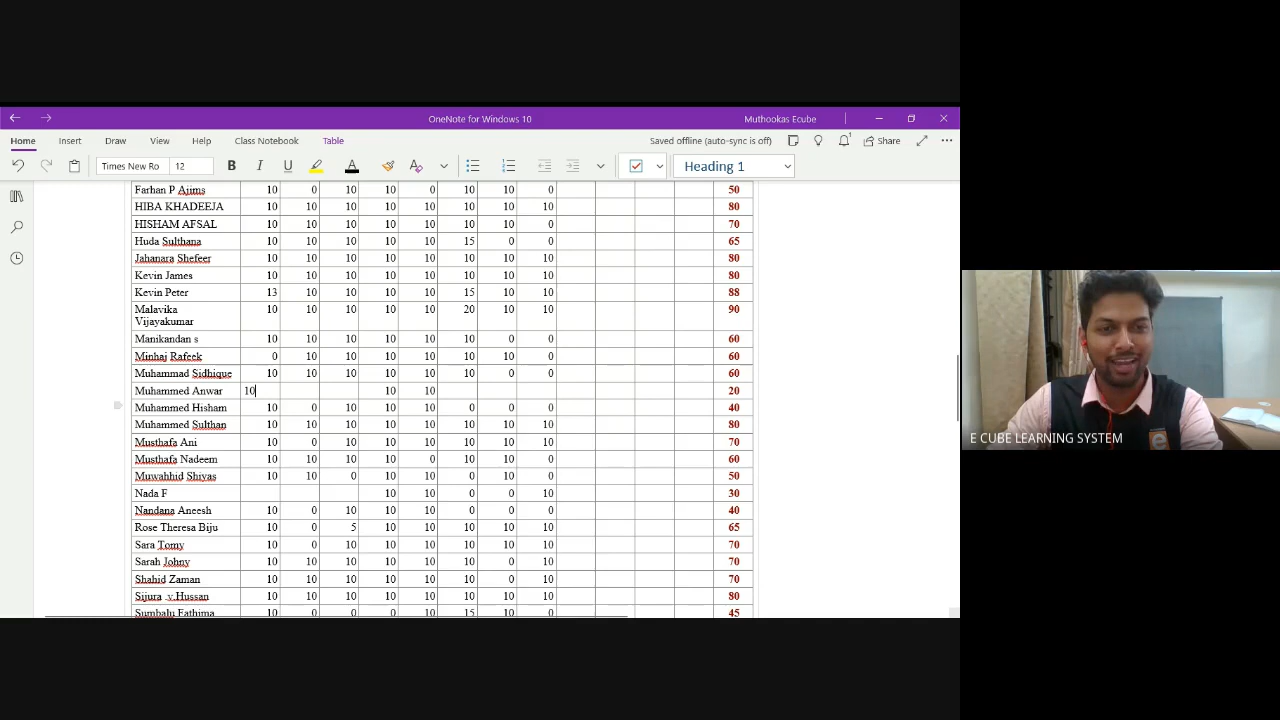 OneNote for Windows 10
Muthookas Ecube
Home Insert Draw View Help Class Notebook Table
Saved offline (auto-sync is off) Share
Times New Ro 12 B I U A Heading 1
Farhan P Ajims 10 0 10 10 0 10 10 0 50
HIBA KHADEEJA 10 10 10 10 10 10 10 10 80
HISHAM AFSAL 10 10 10 10 10 10 10 0 70
Huda Sulthana 10 10 10 10 10 15 0 0 65
Jahanara Shefeer 10 10 10 10 10 10 10 10 80
Kevin James 10 10 10 10 10 10 10 10 80
Kevin Peter 13 10 10 10 10 15 10 10 88
Malavika 10 10 10 10 10 20 10 10 90
Vijayakumar
Manikandan s 10 10 10 10 10 10 0 0 60
Minhaj Rafeek 0 10 10 10 10 10 10 0 60
Muhammad Sidhique 10 10 10 10 10 10 0 0 60
Muhammed Anwar 10 10 10 20
Muhammed Hisham 10 0 10 10 10 0 0 0 40
Muhammed Sulthan 10 10 10 10 10 10 10 10 80
Musthafa Ani 10 0 10 10 10 10 10 10 70
Musthafa Nadeem 10 10 10 10 0 10 10 0 60
Muwahhid Shiyas 10 10 0 10 10 0 10 0 50
Nada F 10 10 0 0 10 30
Nandana Aneesh 10 0 10 10 10 0 0 0 40
Rose Theresa Biju 10 0 5 10 10 10 10 10 65
Sara Tomy 10 0 10 10 10 10 10 10 70
Sarah Johny 10 10 10 10 10 10 0 10 70
Shahid Zaman 10 10 10 10 10 10 0 10 70
Sijura .v.Hussan 10 10 10 10 10 10 10 10 80
Sumbalu Fathima 10 0 0 0 10 15 10 0 45
E CUBE LEARNING SYSTEM